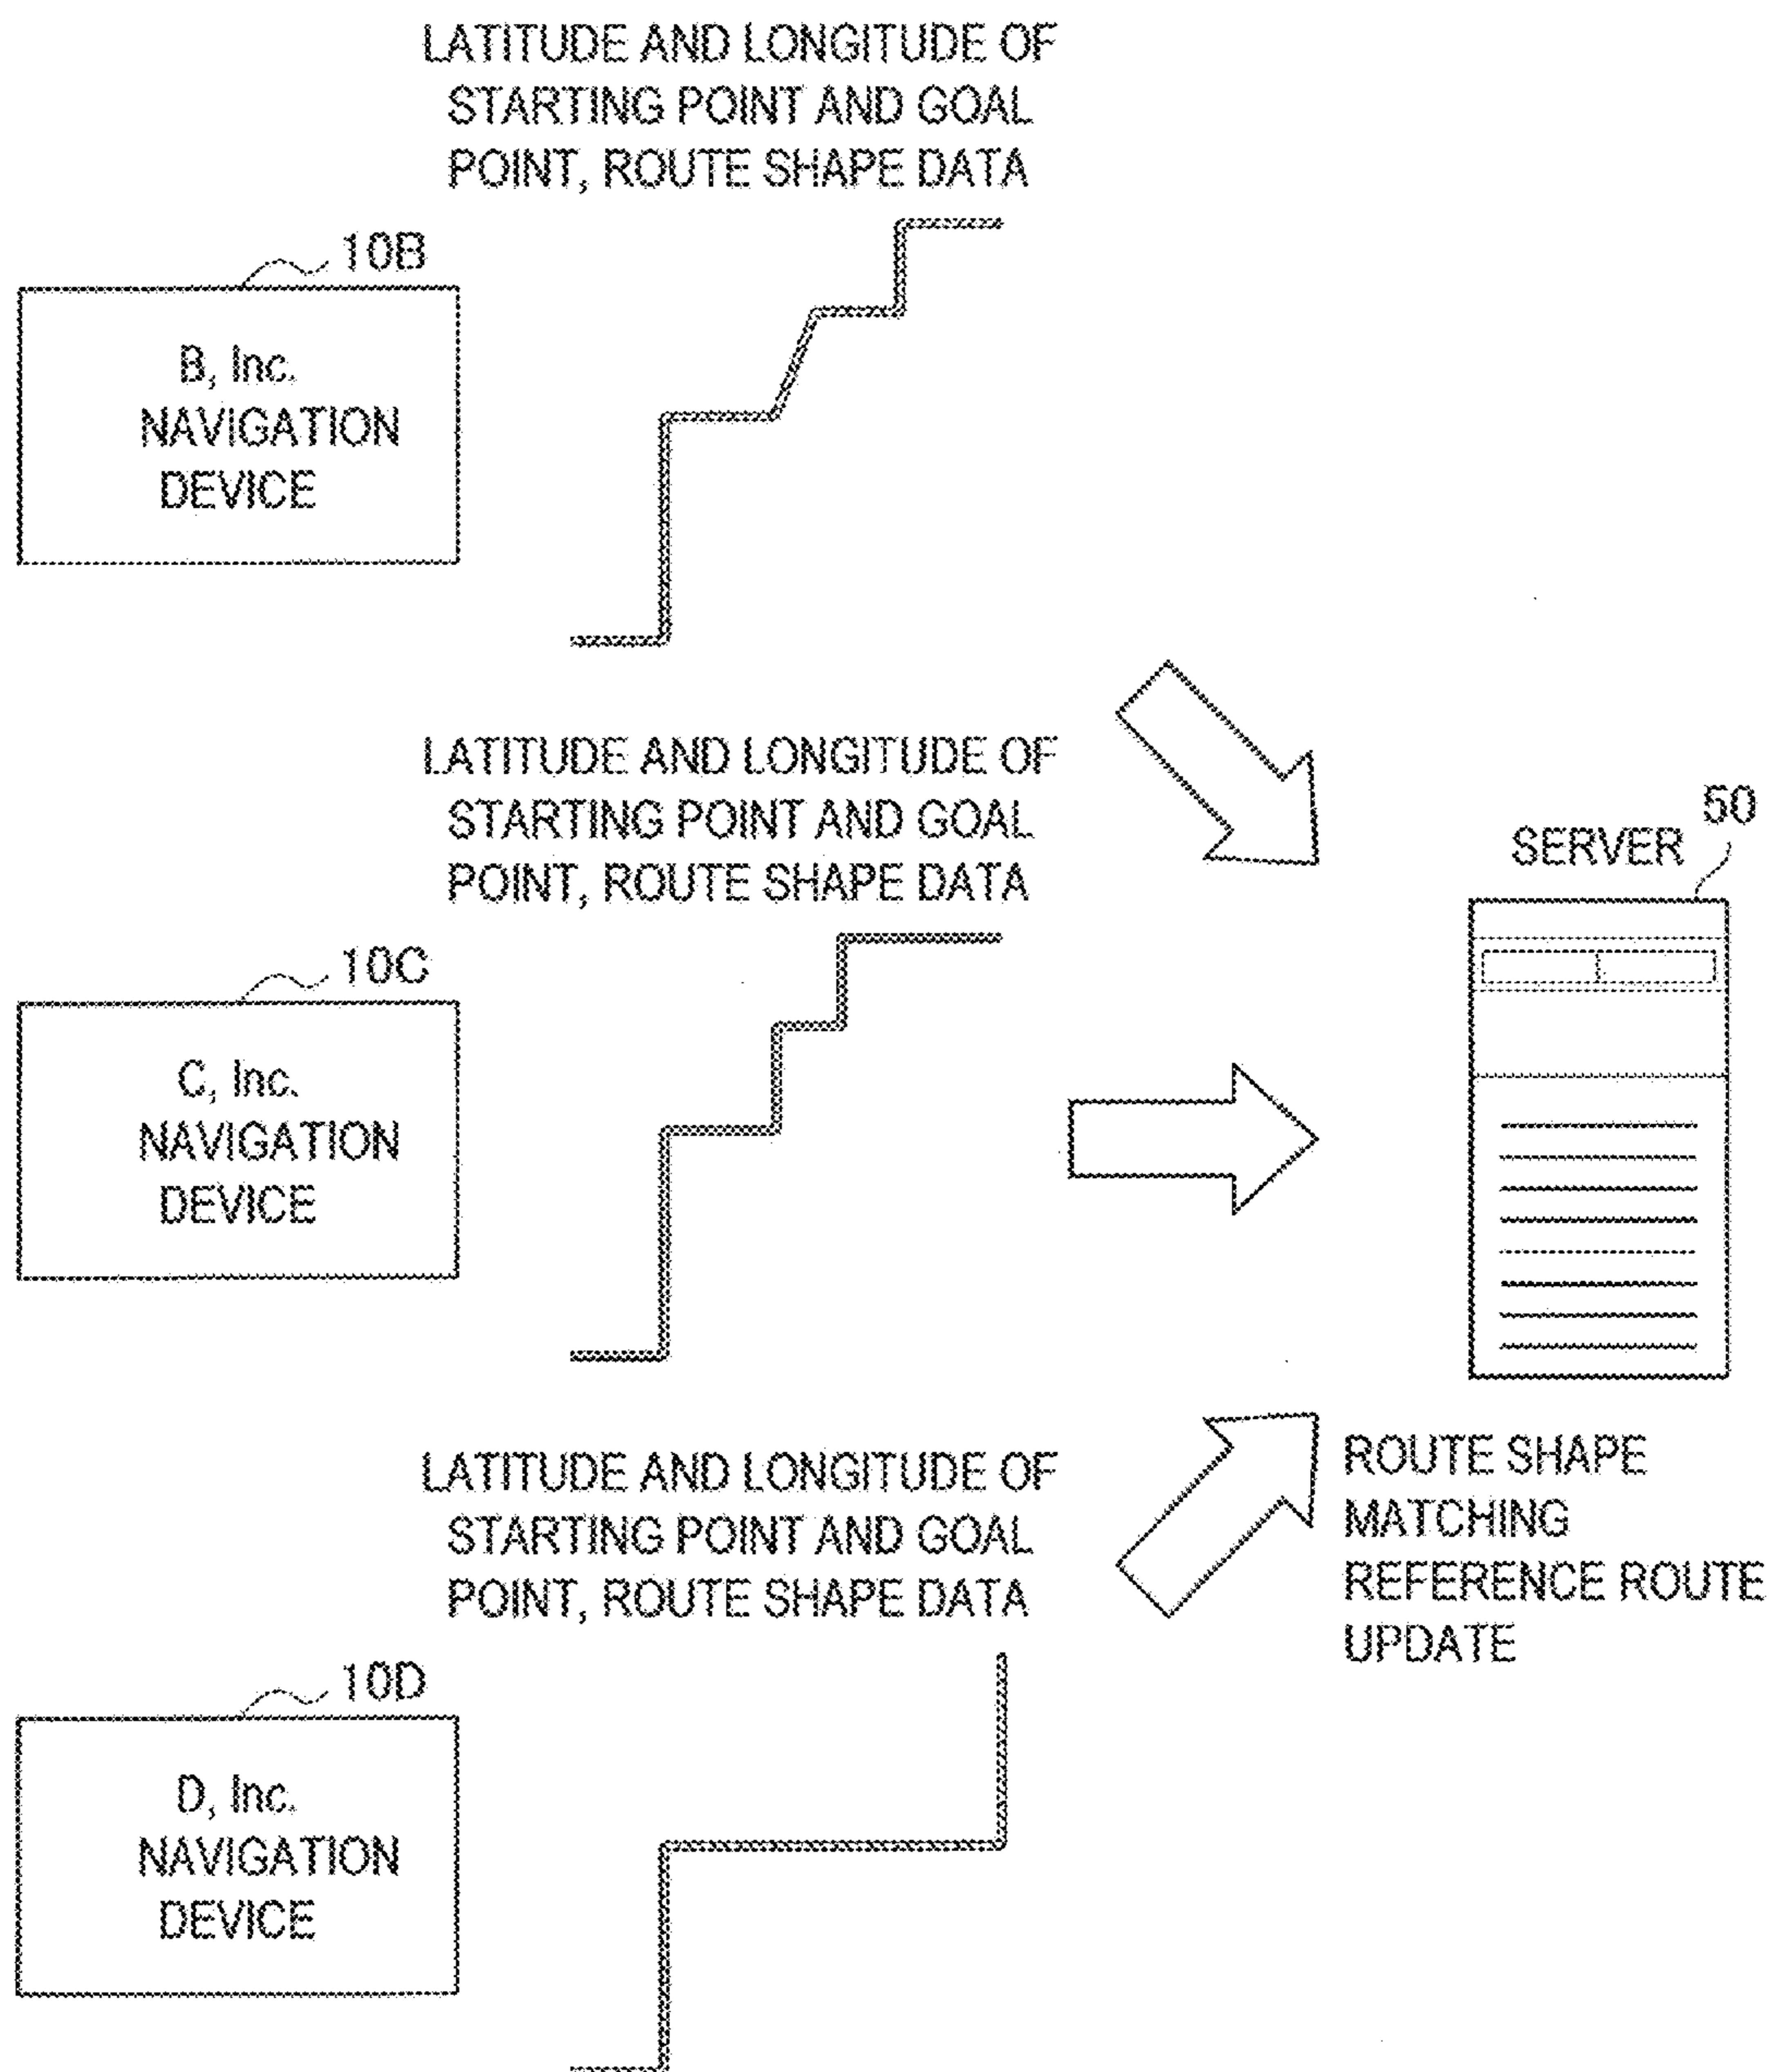 LATITUDE AND LONGITUDE OF
STARTING POINT AND GOAL
POINT, ROUTE SHAPE DATA
10B
B, Inc.
NAVIGATION
DEVICE
LATITUDE AND LONGITUDE OF
STARTING POINT AND GOAL
POINT, ROUTE SHAPE DATA
50
SERVER
10C
C, Inc.
NAVIGATION
DEVICE
LATITUDE AND LONGITUDE OF
STARTING POINT AND GOAL
POINT, ROUTE SHAPE DATA
ROUTE SHAPE
MATCHING
REFERENCE ROUTE
UPDATE
10D
D, Inc.
NAVIGATION
DEVICE